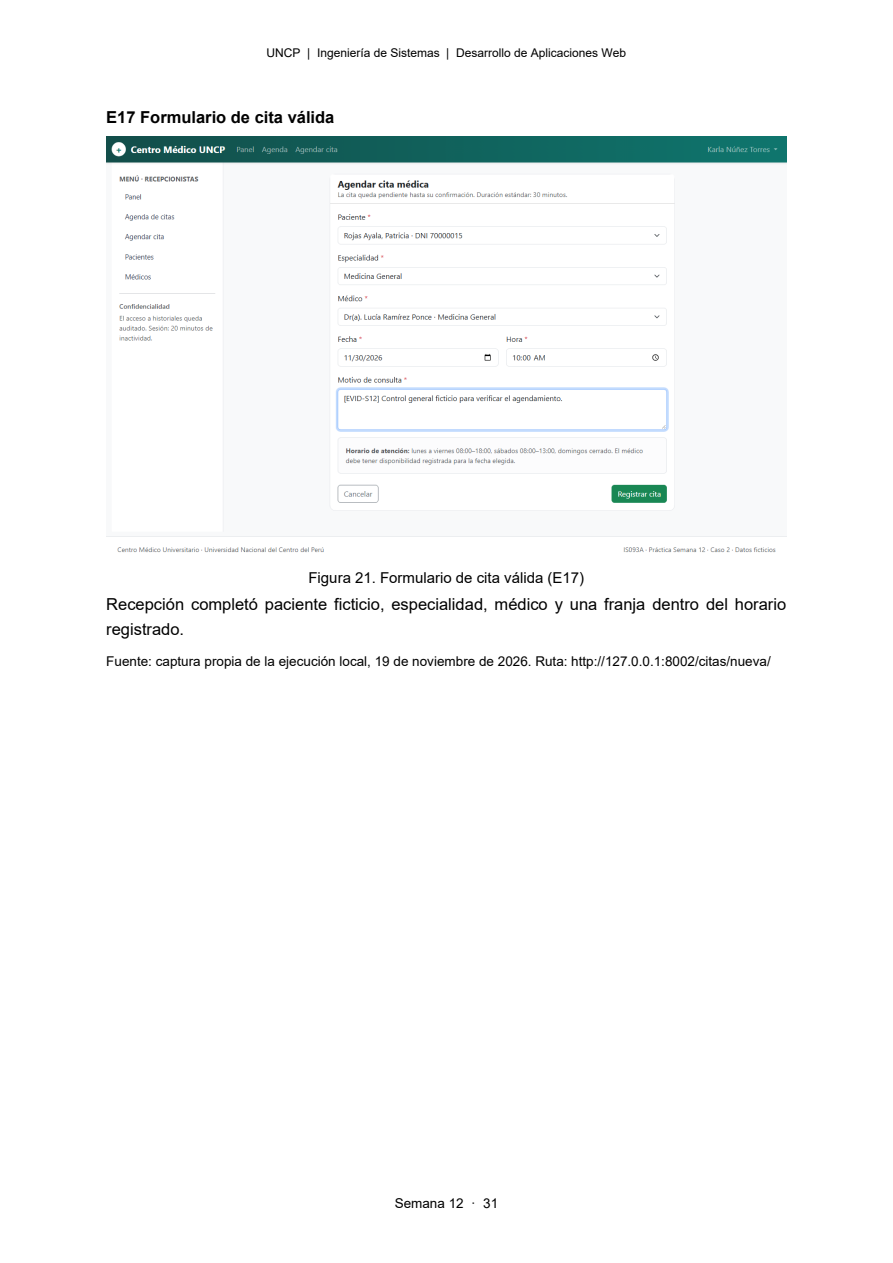 UNCP | Ingeniería de Sistemas | Desarrollo de Aplicaciones Web
E17 Formulario de cita válida
+ Centro Médico UNCP Panel Agenda Agendar cita Karla Núñez Torres
MENÚ · RECEPCIONISTAS
Panel
Agenda de citas
Agendar cita
Pacientes
Médicos
Confidencialidad
El acceso a historiales queda
auditado. Sesión: 20 minutos de
inactividad.
Agendar cita médica
La cita queda pendiente hasta su confirmación. Duración estándar: 30 minutos.
Paciente *
Rojas Ayala, Patricia · DNI 70000015
Especialidad *
Medicina General
Médico *
Dr(a). Lucía Ramírez Ponce · Medicina General
Fecha * Hora *
11/30/2026 10:00 AM
Motivo de consulta *
[EVID-S12] Control general ficticio para verificar el agendamiento.
Horario de atención: lunes a viernes 08:00–18:00, sábados 08:00–13:00, domingos cerrado. El médico
debe tener disponibilidad registrada para la fecha elegida.
Cancelar Registrar cita
Centro Médico Universitario · Universidad Nacional del Centro del Perú IS093A · Práctica Semana 12 · Caso 2 · Datos ficticios
Figura 21. Formulario de cita válida (E17)
Recepción completó paciente ficticio, especialidad, médico y una franja dentro del horario
registrado.
Fuente: captura propia de la ejecución local, 19 de noviembre de 2026. Ruta: http://127.0.0.1:8002/citas/nueva/
Semana 12 · 31